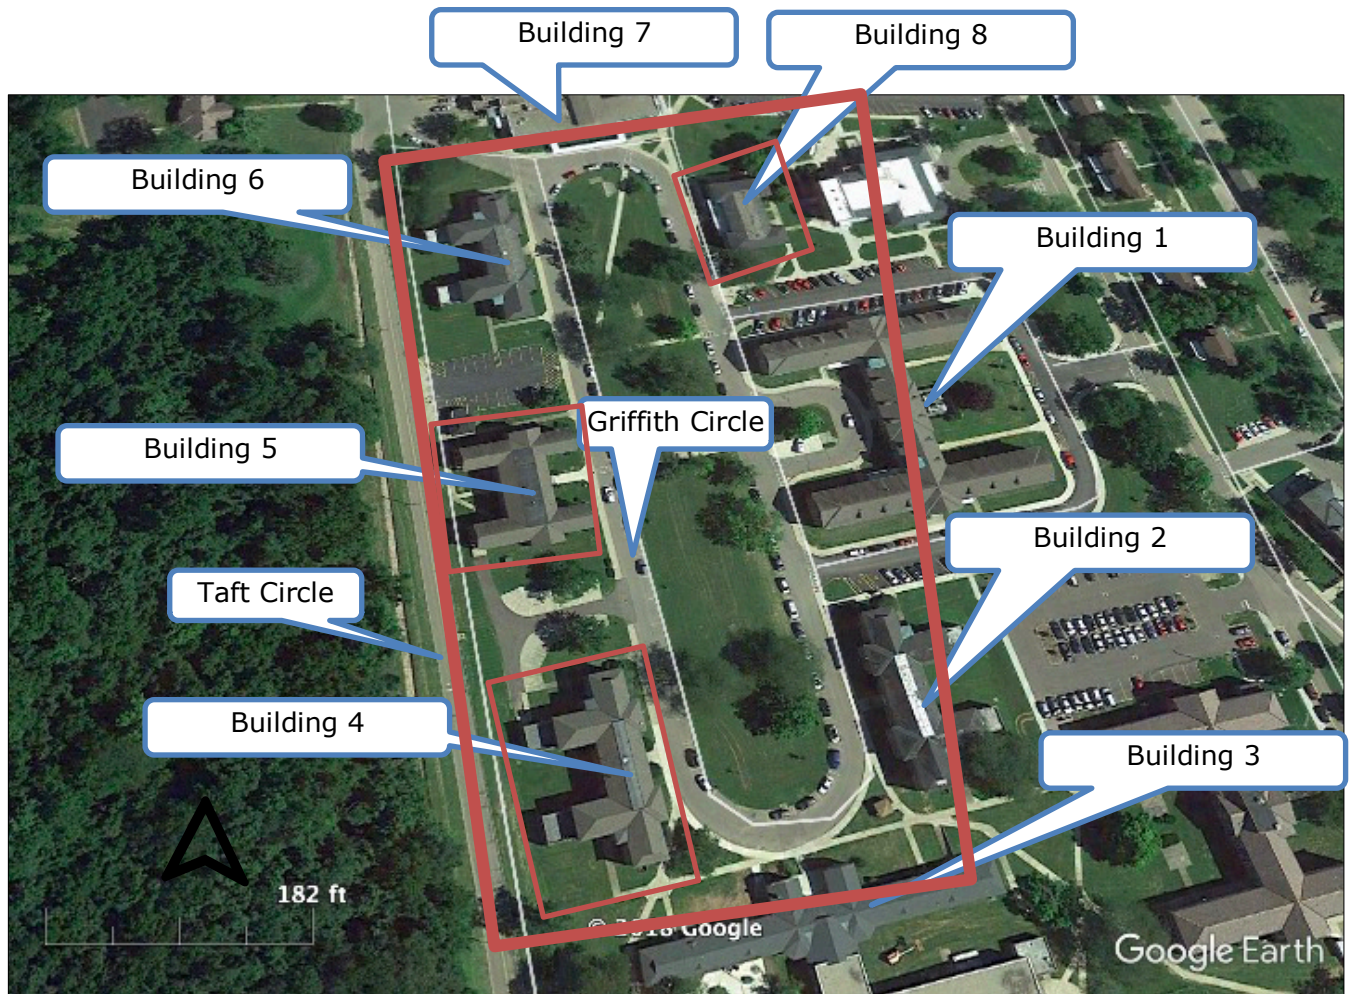 Building 7
Building 8
Building 6
Building 1
Griffith Circle
Building 5
Building 2
Taft Circle
Building 4
Building 3
182 ft
© 2018 Google
Google Earth